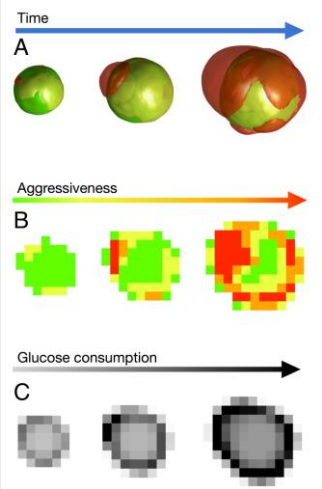 Time
A
Aggressiveness
B
Glucose consumption
C